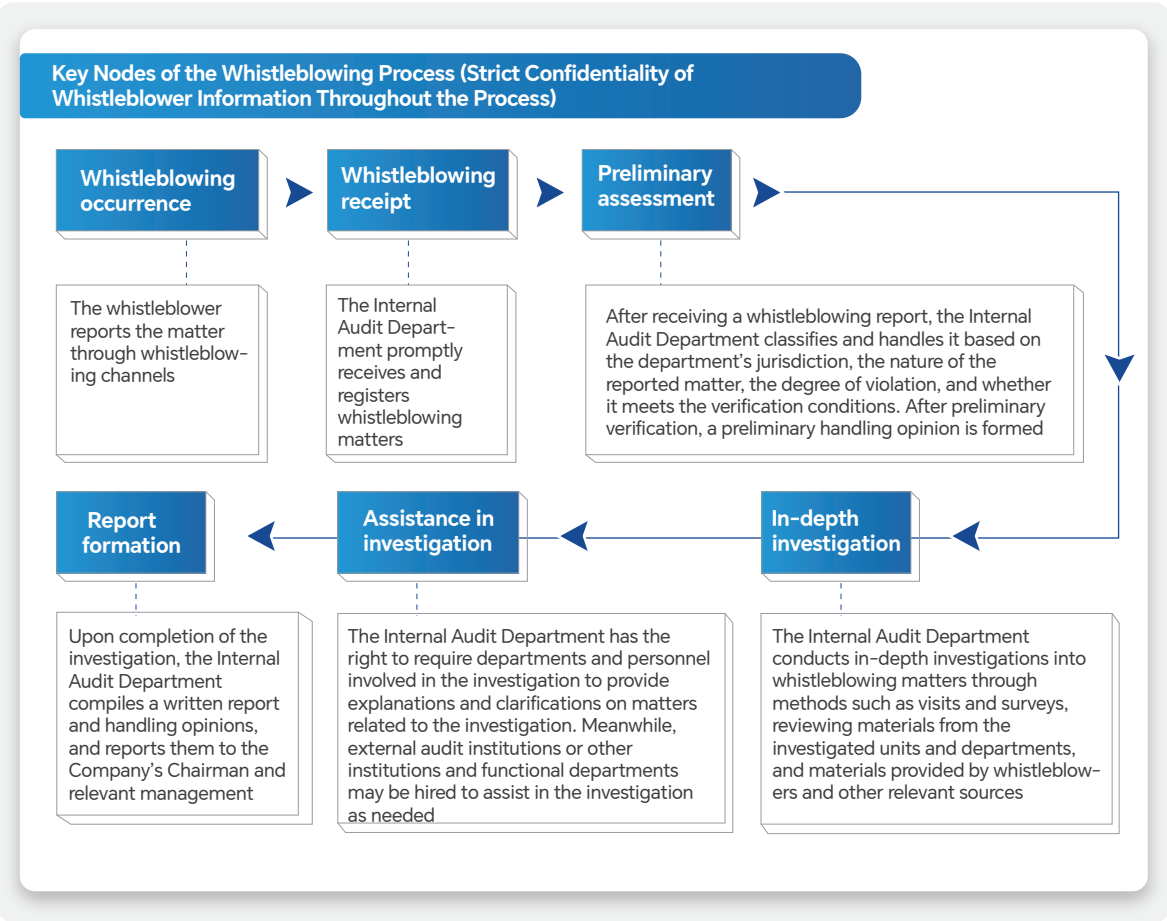 Key Nodes of the Whistleblowing Process (Strict Confidentiality of
Whistleblower Information Throughout the Process)
Whistleblowing
occurrence
Whistleblowing
receipt
Preliminary
assessment
The whistleblower
reports the matter
through whistleblow-
ing channels
The Internal
Audit Depart-
ment promptly
receives and
registers
whistleblowing
matters
After receiving a whistleblowing report, the Internal
Audit Department classifies and handles it based on
the department's jurisdiction, the nature of the
reported matter, the degree of violation, and whether
it meets the verification conditions. After preliminary
verification, a preliminary handling opinion is formed
In-depth
investigation
Assistance in
investigation
Report
formation
The Internal Audit Department
conducts in-depth investigations into
whistleblowing matters through
methods such as visits and surveys,
reviewing materials from the
investigated units and departments,
and materials provided by whistleblow-
ers and other relevant sources
The Internal Audit Department has the
right to require departments and personnel
involved in the investigation to provide
explanations and clarifications on matters
related to the investigation. Meanwhile,
external audit institutions or other
institutions and functional departments
may be hired to assist in the investigation
as needed
Upon completion of the
investigation, the Internal
Audit Department
compiles a written report
and handling opinions,
and reports them to the
Company's Chairman and
relevant management